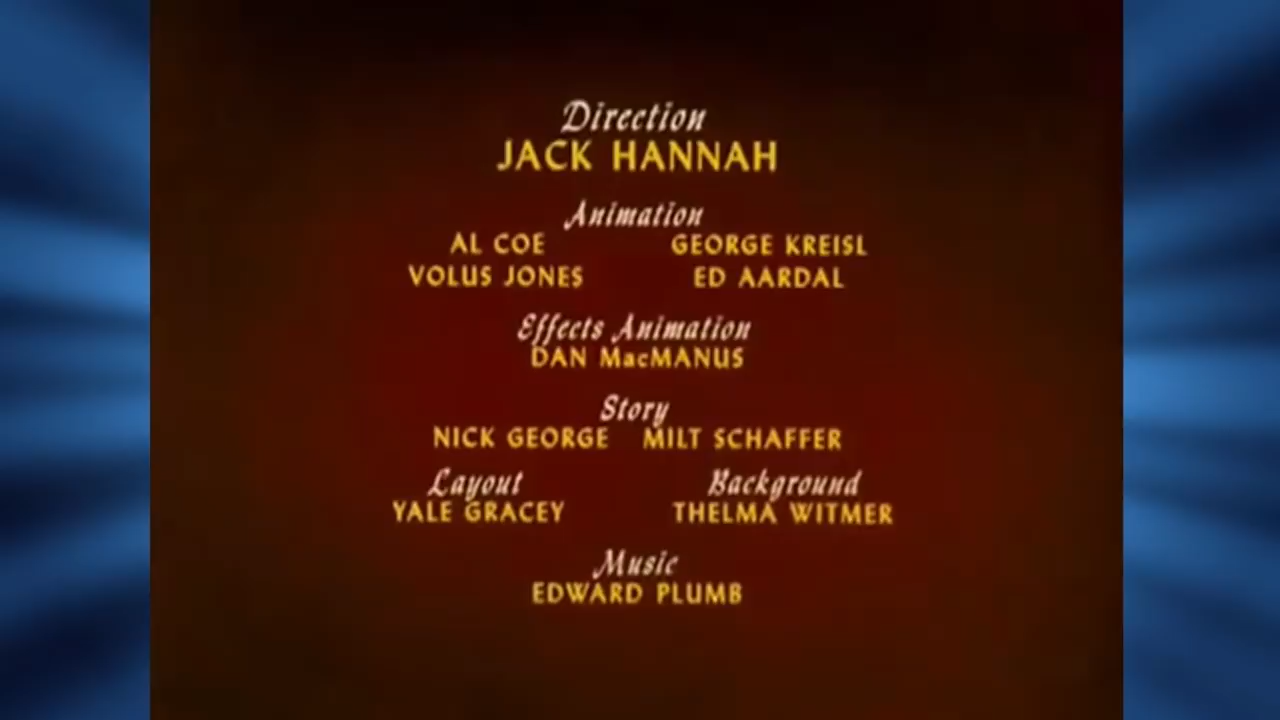 Direction
JACK HANNAH
Animation
AL COE GEORGE KREISL
VOLUS JONES ED AARDAL
Effects Animation
DAN MacMANUS
Story
NICK GEORGE MILT SCHAFFER
Layout Background
YALE GRACEY THELMA WITMER
Music
EDWARD PLUMB